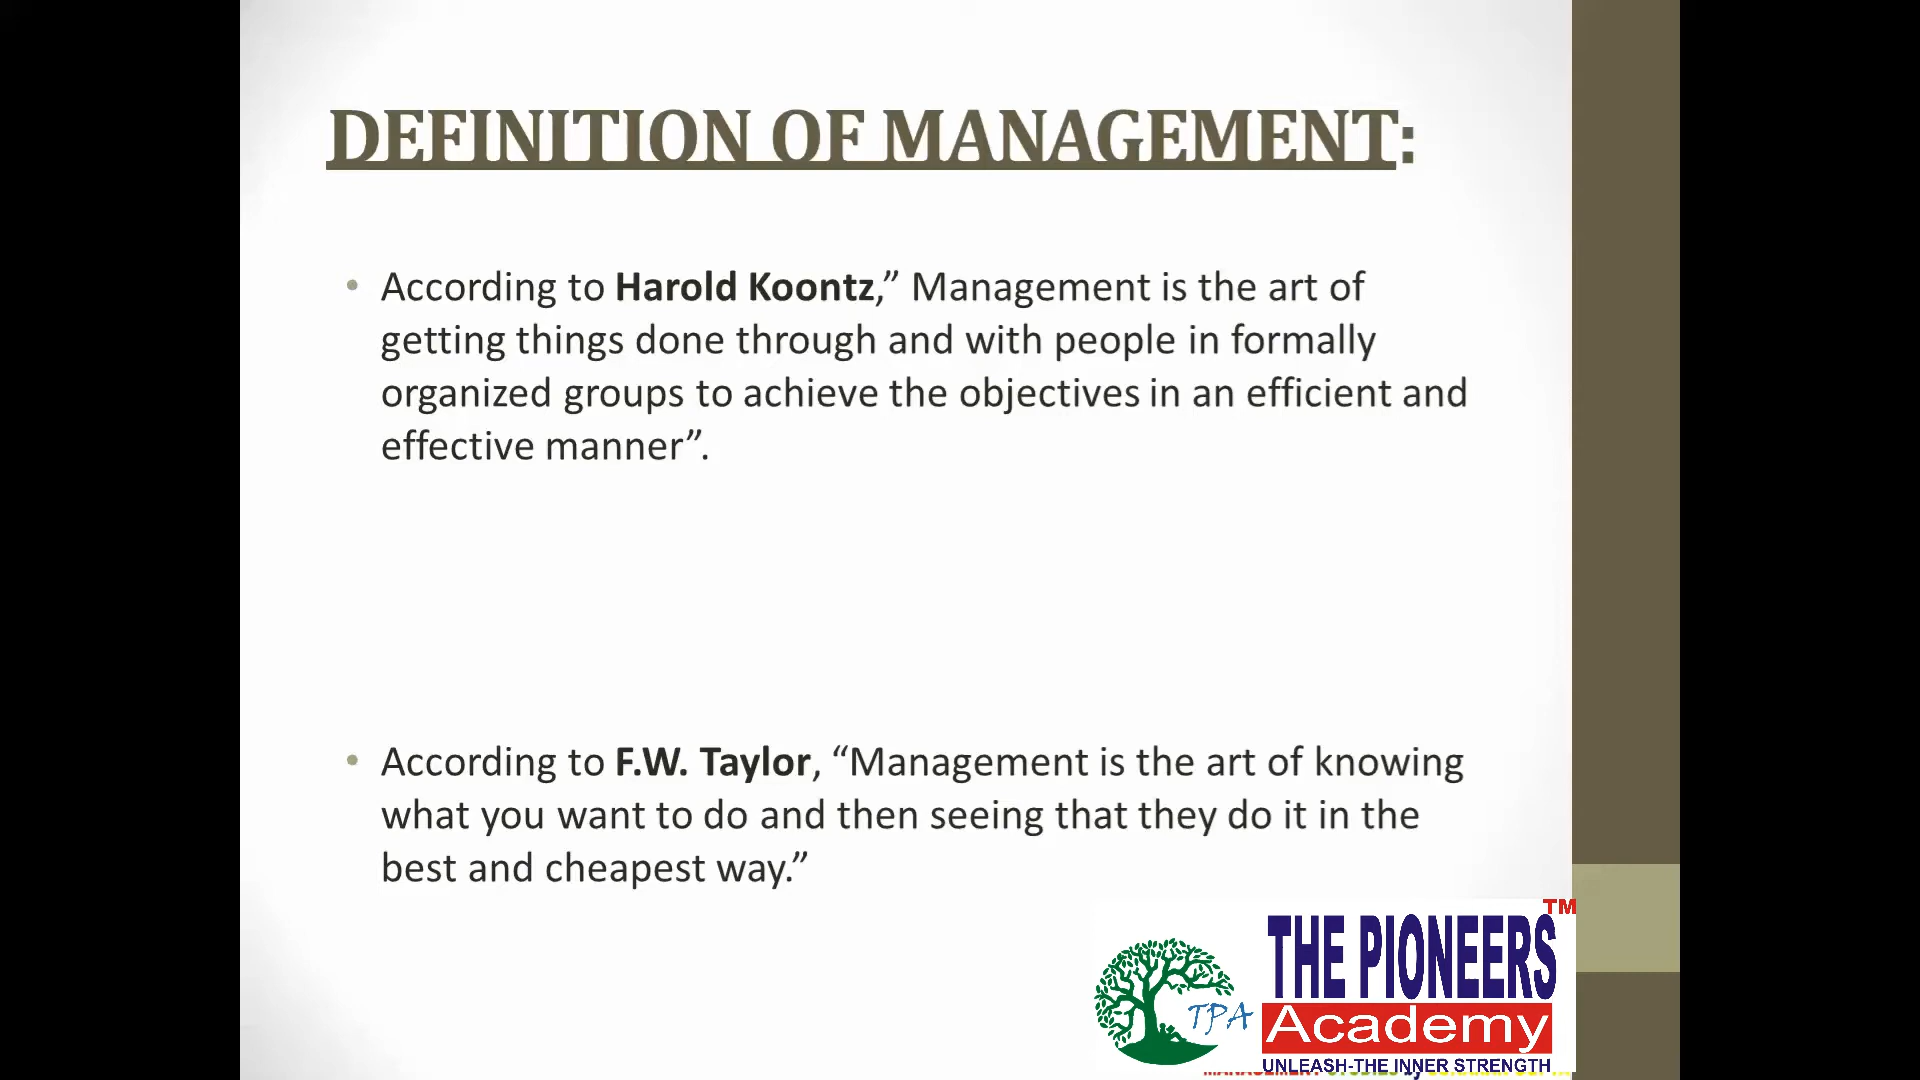 DEFINITION OF MANAGEMENT:
• According to Harold Koontz,” Management is the art of
getting things done through and with people in formally
organized groups to achieve the objectives in an efficient and
effective manner”.
• According to F.W. Taylor, “Management is the art of knowing
what you want to do and then seeing that they do it in the
best and cheapest way.”
TM
THE PIONEERS
TPA
Academy
UNLEASH-THE INNER STRENGTH